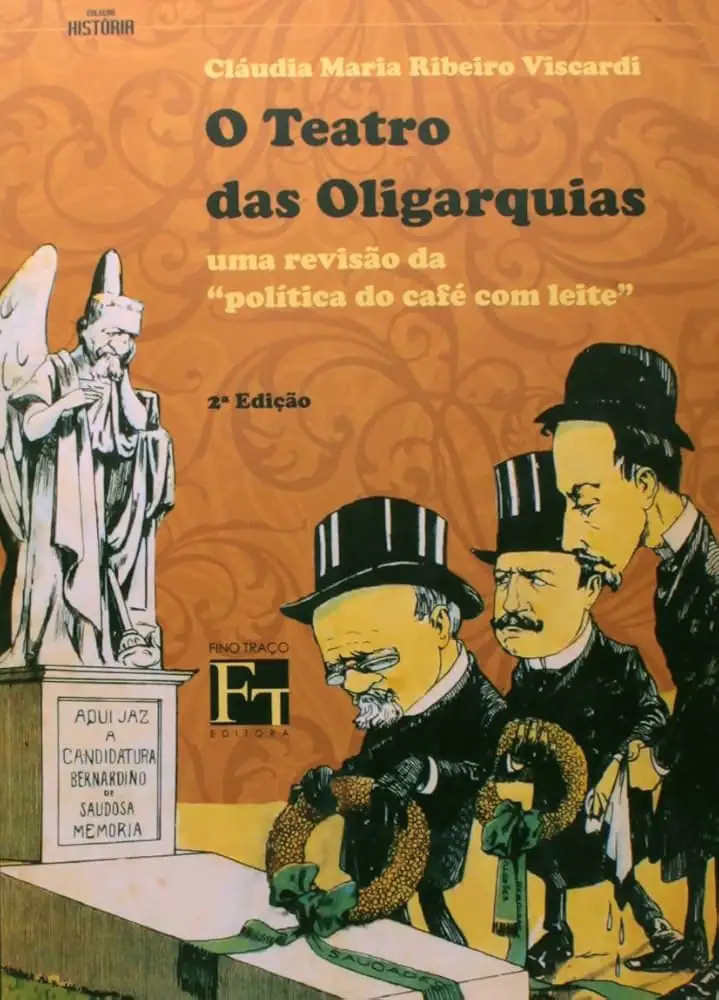 COLEÇÃO
HISTÓRIA
Cláudia Maria Ribeiro Viscardi
O Teatro
das Oligarquias
uma revisão da
“política do café com leite”
2ª Edição
FINO TRAÇO
FT
EDITORA
AQUI JAZ
A
CANDIDATURA
BERNARDINO
DE
SAUDOSA
MEMORIA
SAUDADES